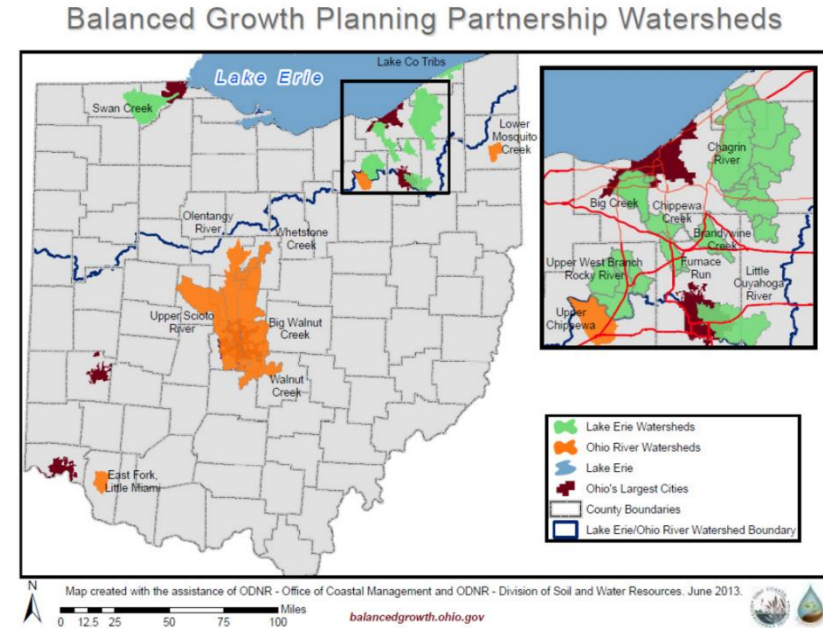 Balanced Growth Planning Partnership Watersheds
Lake Co Tribs
Lake Erie
Swan Creek
Lower
Mosquito
Creek
Olentangy
River
Whetstone
Creek
Upper Scioto
River
Big Walnut
Creek
Walnut
Creek
East Fork,
Little Miami
Chagrin
River
Big Creek
Chippewa
Creek
Brandywine
Creek
Upper West Branch
Rocky River
Furnace
Run
Little
Cuyahoga
River
Upper
Chippewa
Lake Erie Watersheds
Ohio River Watersheds
Lake Erie
Ohio's Largest Cities
County Boundaries
Lake Erie/Ohio River Watershed Boundary
N
Map created with the assistance of ODNR - Office of Coastal Management and ODNR - Division of Soil and Water Resources. June 2013.
Miles
0 12.5 25 50 75 100
balancedgrowth.ohio.gov